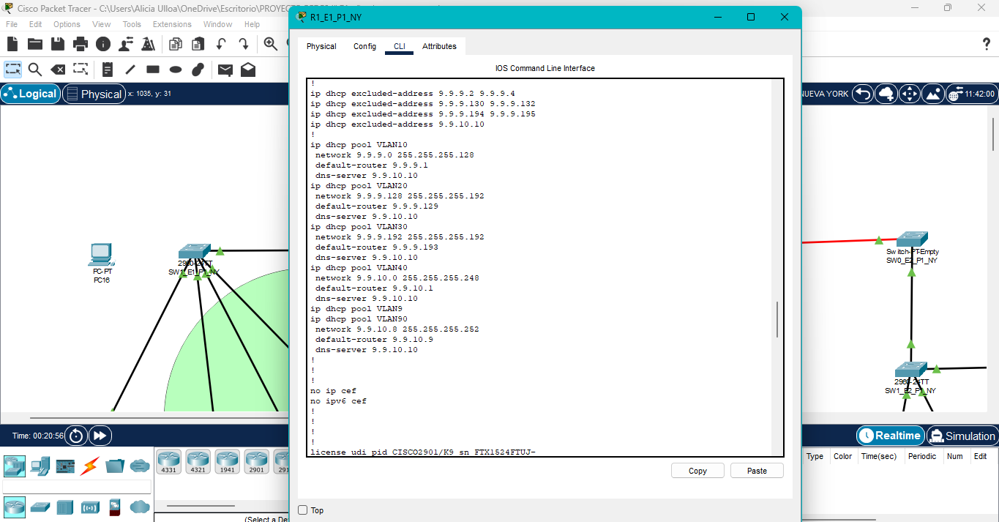 Cisco Packet Tracer - C:\Users\Alicia Ulloa\OneDrive\Escritorio\PROYEC
File Edit Options View Tools Extensions Window Help
Logical
Physical
x: 1035, y: 31
NUEVA YORK
11:42:00
R1_E1_P1_NY
Physical Config CLI Attributes
IOS Command Line Interface
!
ip dhcp excluded-address 9.9.9.2 9.9.9.4
ip dhcp excluded-address 9.9.9.130 9.9.9.132
ip dhcp excluded-address 9.9.9.194 9.9.9.195
ip dhcp excluded-address 9.9.10.10
!
ip dhcp pool VLAN10
network 9.9.9.0 255.255.255.128
default-router 9.9.9.1
dns-server 9.9.10.10
ip dhcp pool VLAN20
network 9.9.9.128 255.255.255.192
default-router 9.9.9.129
dns-server 9.9.10.10
ip dhcp pool VLAN30
network 9.9.9.192 255.255.255.192
default-router 9.9.9.193
dns-server 9.9.10.10
ip dhcp pool VLAN40
network 9.9.10.0 255.255.255.248
default-router 9.9.10.1
dns-server 9.9.10.10
ip dhcp pool VLAN9
ip dhcp pool VLAN90
network 9.9.10.8 255.255.255.252
default-router 9.9.10.9
dns-server 9.9.10.10
!
!
!
no ip cef
no ipv6 cef
!
!
!
!
license udi pid CISCO2901/K9 sn FTX1524FTUJ-
Copy
Paste
Top
PC-PT
PC16
2960-24TT
SW1_E1_P1_NY
Switch-PT-Empty
SW0_E2_P1_NY
2960-24TT
SW1_E2_P1_NY
Time: 00:20:56
Realtime
Simulation
4331
4321
1941
2901
291
(Select a De
Type Color Time(sec) Periodic Num Edit